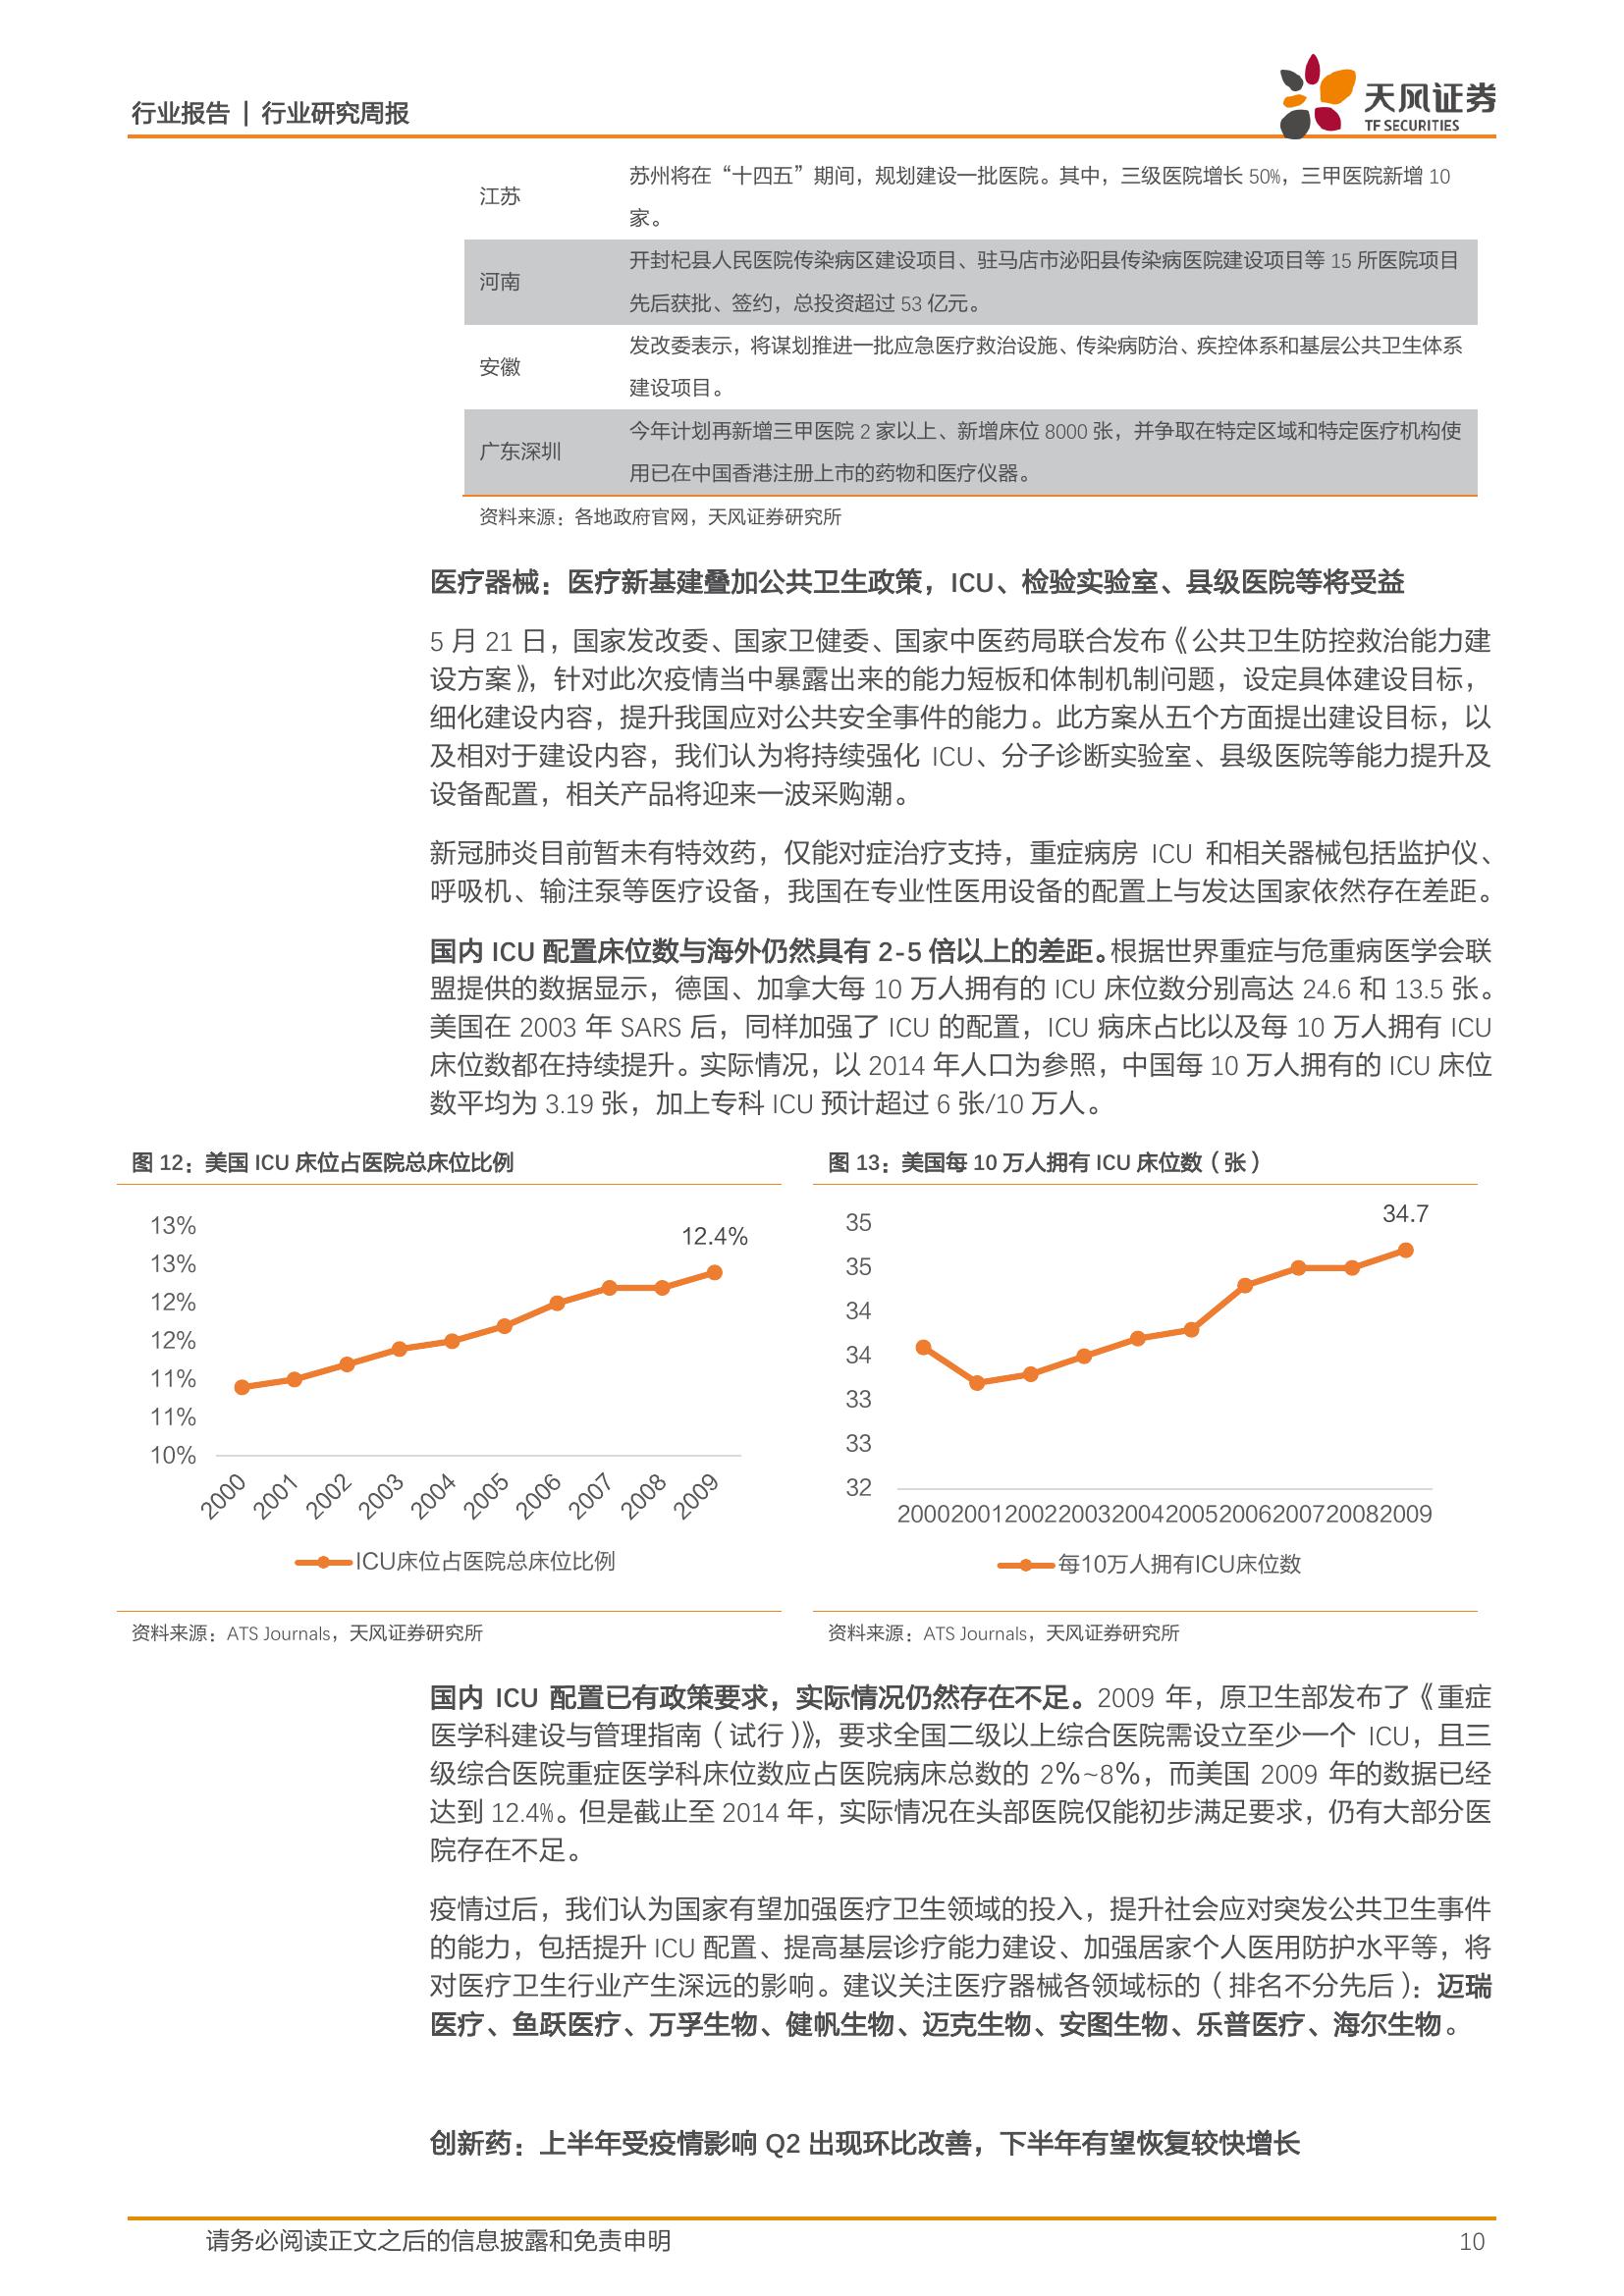 行业报告 | 行业研究周报
天风证券
TF SECURITIES
江苏
苏州将在“十四五”期间，规划建设一批医院。其中，三级医院增长 50%，三甲医院新增 10
家。
河南
开封杞县人民医院传染病区建设项目、驻马店市泌阳县传染病医院建设项目等 15 所医院项目
先后获批、签约，总投资超过 53 亿元。
安徽
发改委表示，将谋划推进一批应急医疗救治设施、传染病防治、疾控体系和基层公共卫生体系
建设项目。
广东深圳
今年计划再新增三甲医院 2 家以上、新增床位 8000 张，并争取在特定区域和特定医疗机构使
用已在中国香港注册上市的药物和医疗仪器。
资料来源：各地政府官网，天风证券研究所
医疗器械：医疗新基建叠加公共卫生政策，ICU、检验实验室、县级医院等将受益
5 月 21 日，国家发改委、国家卫健委、国家中医药局联合发布《公共卫生防控救治能力建
设方案》，针对此次疫情当中暴露出来的能力短板和体制机制问题，设定具体建设目标，
细化建设内容，提升我国应对公共安全事件的能力。此方案从五个方面提出建设目标，以
及相对于建设内容，我们认为将持续强化 ICU、分子诊断实验室、县级医院等能力提升及
设备配置，相关产品将迎来一波采购潮。
新冠肺炎目前暂未有特效药，仅能对症治疗支持，重症病房 ICU 和相关器械包括监护仪、
呼吸机、输注泵等医疗设备，我国在专业性医用设备的配置上与发达国家依然存在差距。
国内 ICU 配置床位数与海外仍然具有 2-5 倍以上的差距。根据世界重症与危重病医学会联
盟提供的数据显示，德国、加拿大每 10 万人拥有的 ICU 床位数分别高达 24.6 和 13.5 张。
美国在 2003 年 SARS 后，同样加强了 ICU 的配置，ICU 病床占比以及每 10 万人拥有 ICU
床位数都在持续提升。实际情况，以 2014 年人口为参照，中国每 10 万人拥有的 ICU 床位
数平均为 3.19 张，加上专科 ICU 预计超过 6 张/10 万人。
图 12：美国 ICU 床位占医院总床位比例
13%
13%
12%
12%
11%
11%
10%
12.4%
2000 2001 2002 2003 2004 2005 2006 2007 2008 2009
ICU床位占医院总床位比例
资料来源：ATS Journals，天风证券研究所
图 13：美国每 10 万人拥有 ICU 床位数（张）
35
35
34
34
33
33
32
34.7
2000200120022003200420052006200720082009
每10万人拥有ICU床位数
资料来源：ATS Journals，天风证券研究所
国内 ICU 配置已有政策要求，实际情况仍然存在不足。2009 年，原卫生部发布了《重症
医学科建设与管理指南（试行）》，要求全国二级以上综合医院需设立至少一个 ICU，且三
级综合医院重症医学科床位数应占医院病床总数的 2%~8%，而美国 2009 年的数据已经
达到 12.4%。但是截止至 2014 年，实际情况在头部医院仅能初步满足要求，仍有大部分医
院存在不足。
疫情过后，我们认为国家有望加强医疗卫生领域的投入，提升社会应对突发公共卫生事件
的能力，包括提升 ICU 配置、提高基层诊疗能力建设、加强居家个人医用防护水平等，将
对医疗卫生行业产生深远的影响。建议关注医疗器械各领域标的（排名不分先后）：迈瑞
医疗、鱼跃医疗、万孚生物、健帆生物、迈克生物、安图生物、乐普医疗、海尔生物。
创新药：上半年受疫情影响 Q2 出现环比改善，下半年有望恢复较快增长
请务必阅读正文之后的信息披露和免责申明
10